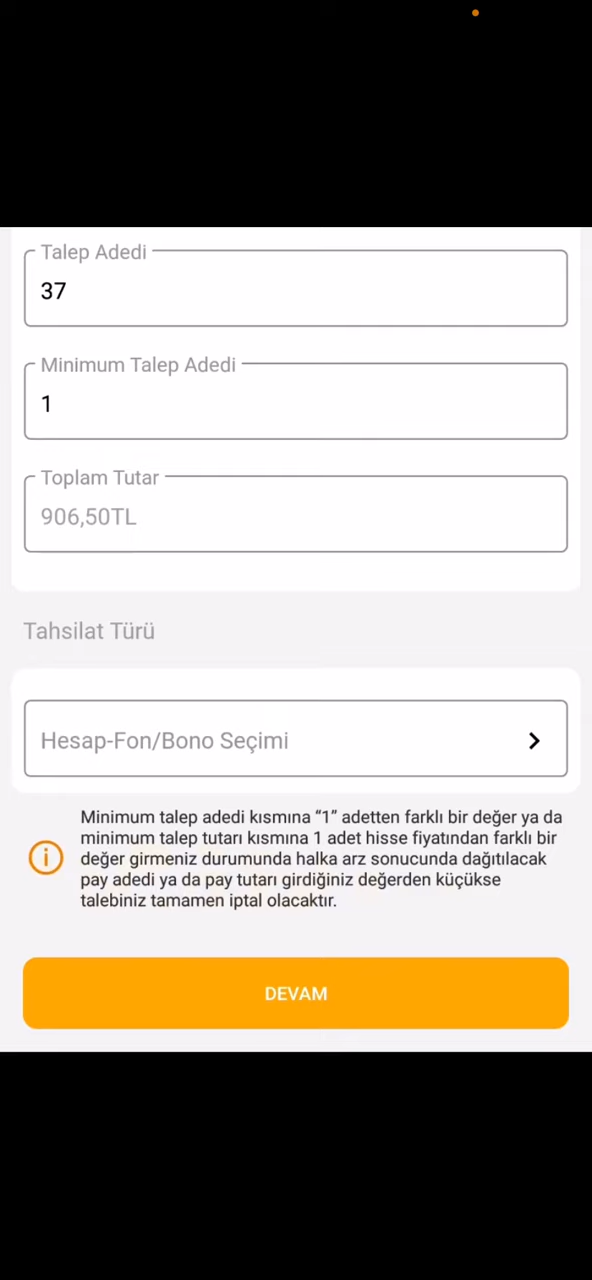 Talep Adedi
37
Minimum Talep Adedi
1
Toplam Tutar
906,50TL
Tahsilat Türü
Hesap-Fon/Bono Seçimi
Minimum talep adedi kısmına “1” adetten farklı bir değer ya da
minimum talep tutarı kısmına 1 adet hisse fiyatından farklı bir
değer girmeniz durumunda halka arz sonucunda dağıtılacak
pay adedi ya da pay tutarı girdiğiniz değerden küçükse
talebiniz tamamen iptal olacaktır.
DEVAM